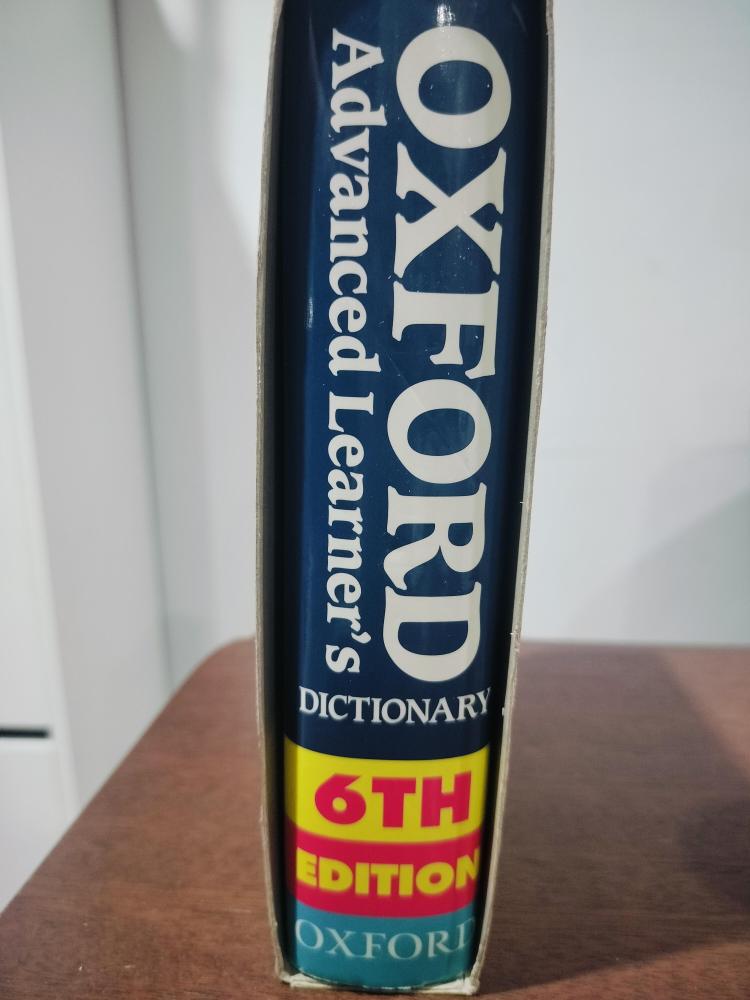 OXFORD
Advanced Learner's
DICTIONARY
6TH
EDITION
OXFORD